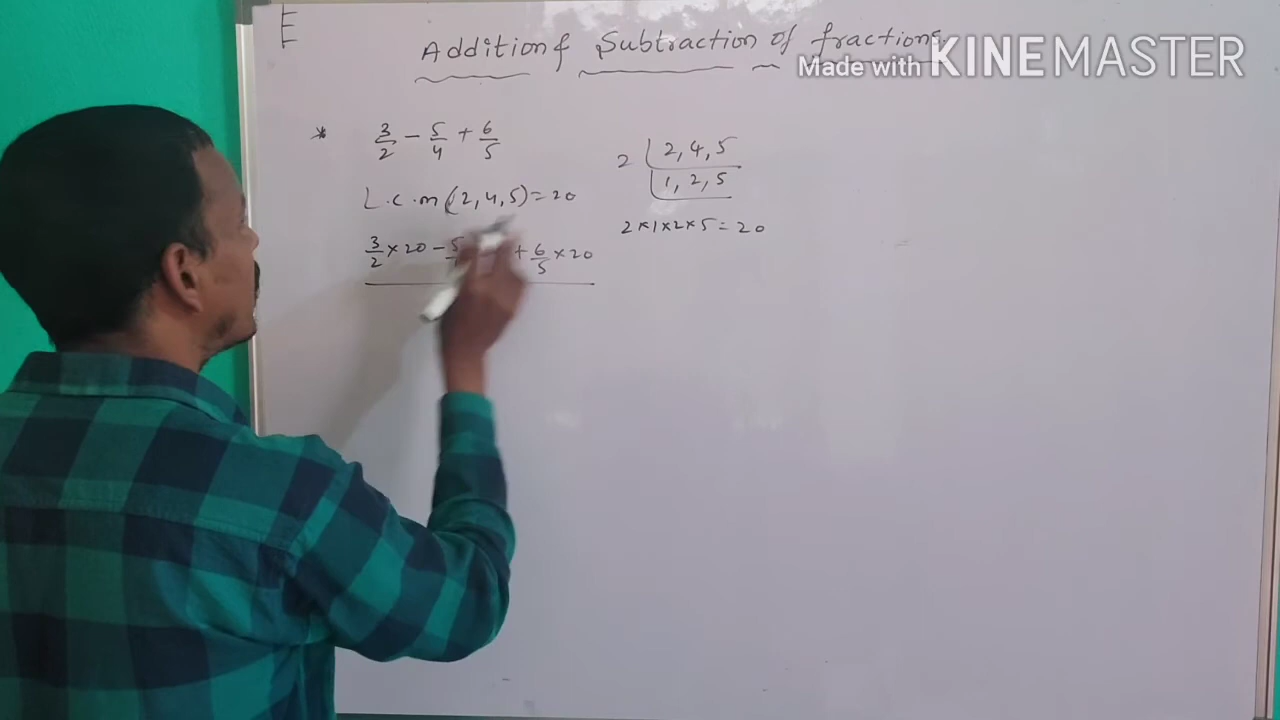 E
Addition & Subtraction of fractions.
Made with KINEMASTER
* 3/2 - 5/4 + 6/5
L.C.m (2, 4, 5) = 20
3/2 × 20 - 5 + 6/5 × 20
2 | 2, 4, 5
| 1, 2, 5
2×1×2×5 = 20